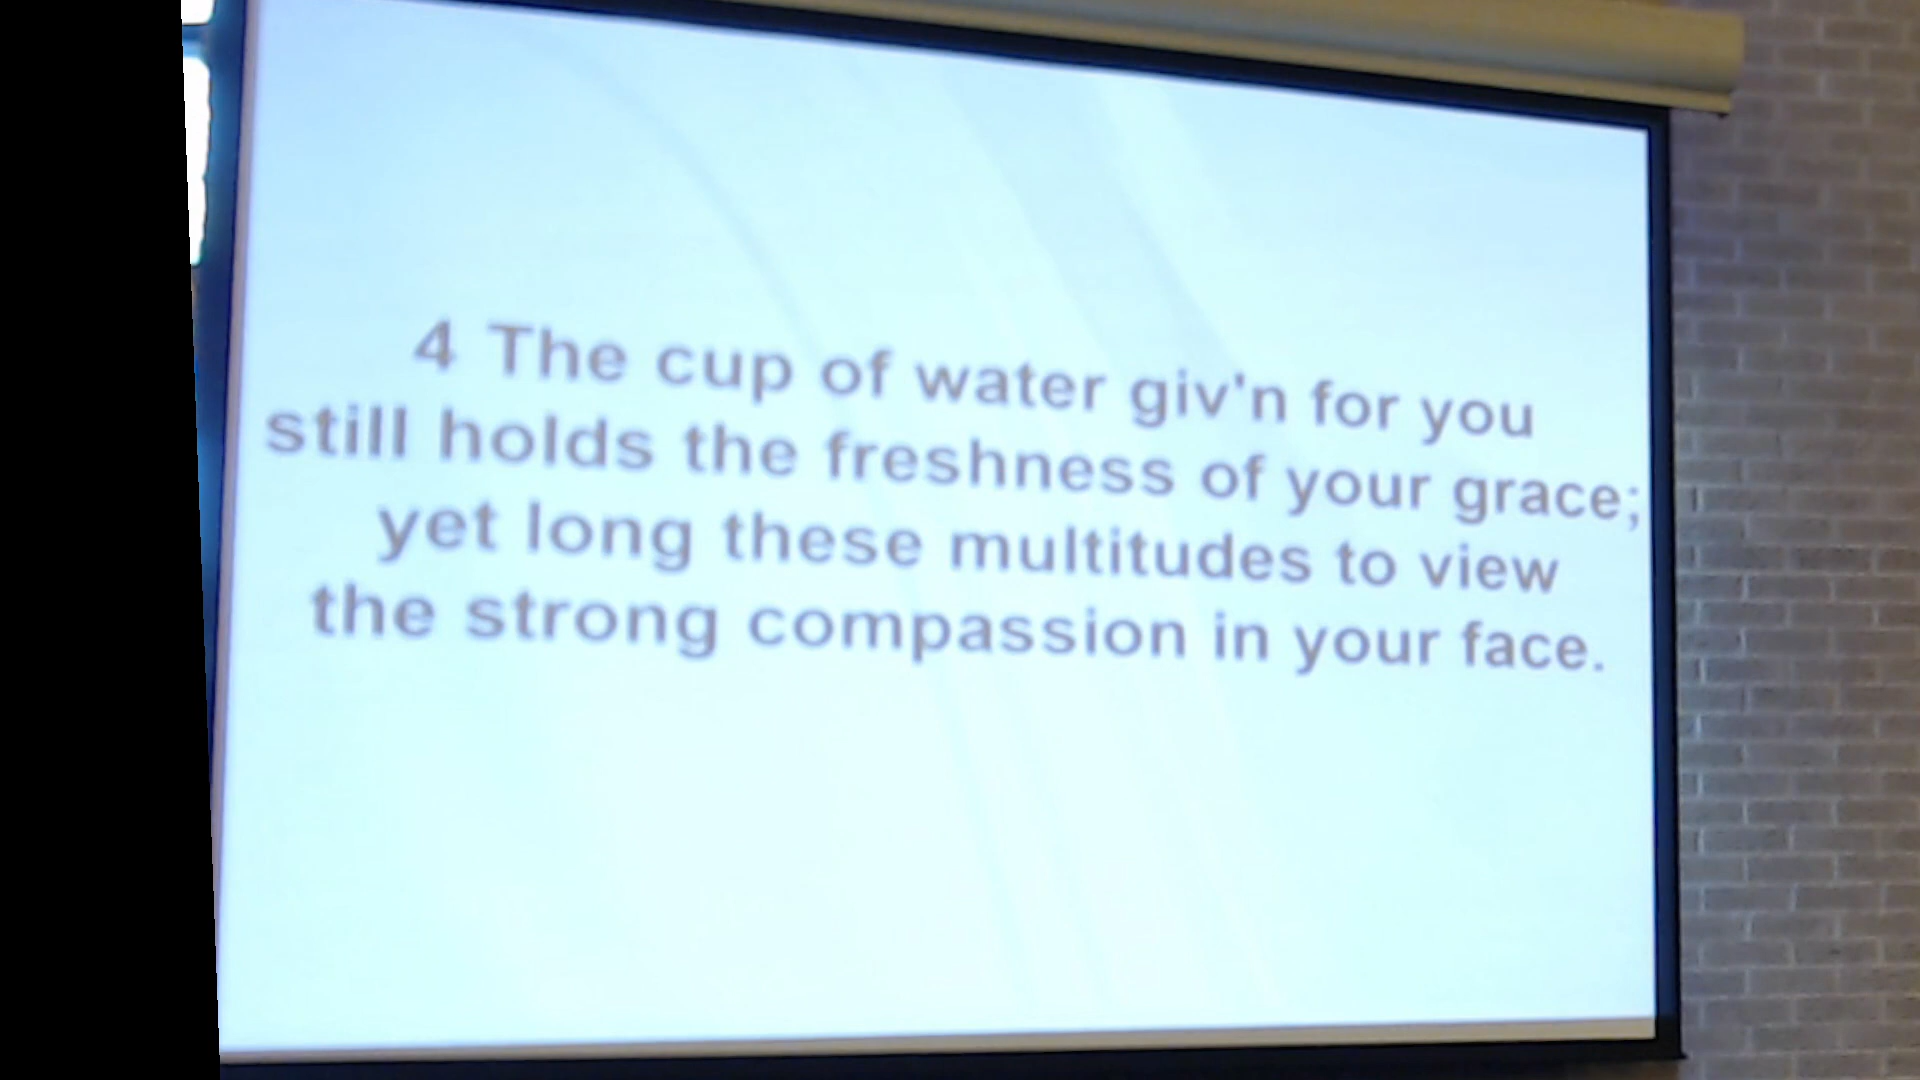 4 The cup of water giv'n for you
still holds the freshness of your grace;
yet long these multitudes to view
the strong compassion in your face.